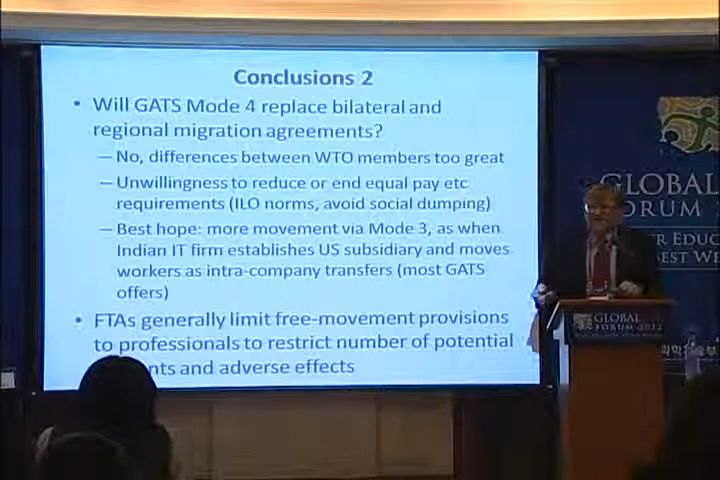 Conclusions 2
• Will GATS Mode 4 replace bilateral and
regional migration agreements?
– No, differences between WTO members too great
– Unwillingness to reduce or end equal pay etc
requirements (ILO norms, avoid social dumping)
– Best hope: more movement via Mode 3, as when
Indian IT firm establishes US subsidiary and moves
workers as intra-company transfers (most GATS
offers)
• FTAs generally limit free-movement provisions
to professionals to restrict number of potential
and adverse effects
GLOBAL
FORUM
EDUC
BEST WE
GLOBAL
FORUM